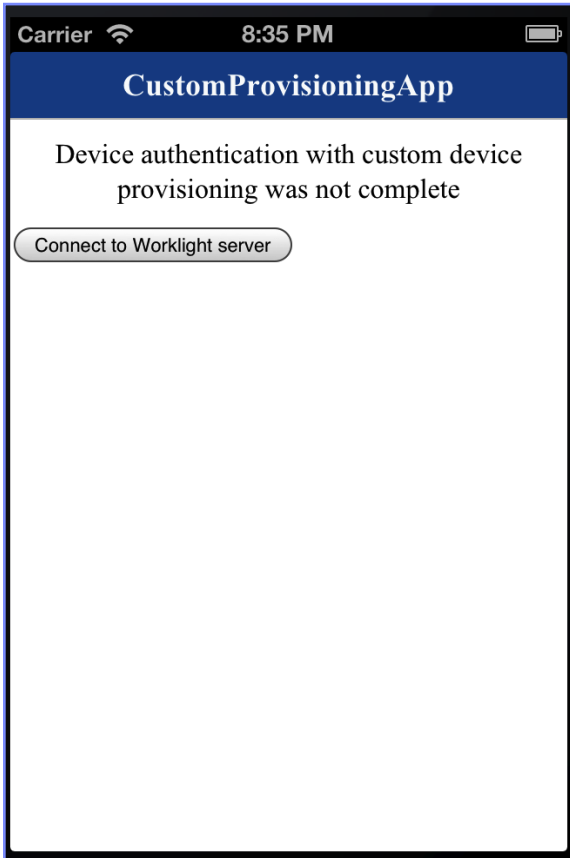 Carrier 8:35 PM
CustomProvisioningApp
Device authentication with custom device
provisioning was not complete
Connect to Worklight server